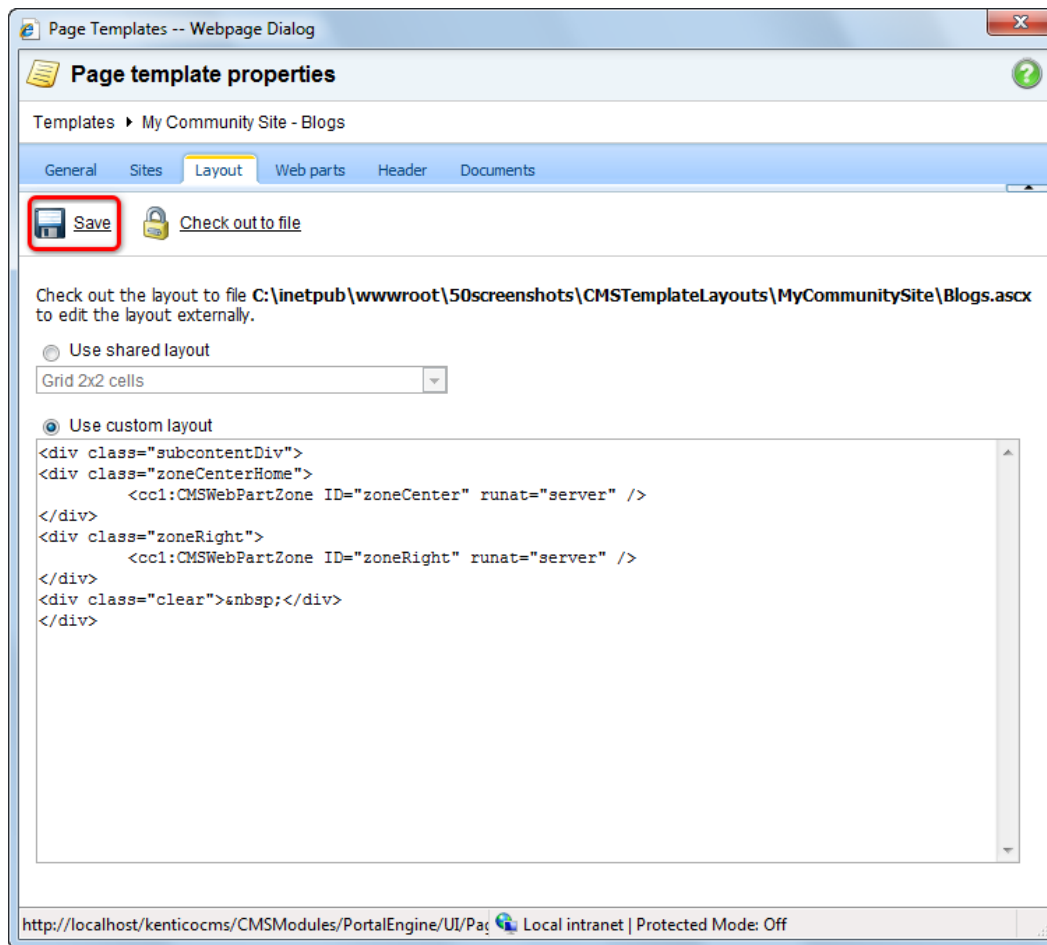 Page Templates -- Webpage Dialog
X
Page template properties
?
Templates ▸ My Community Site - Blogs
General Sites Layout Web parts Header Documents
Save Check out to file
Check out the layout to file C:\inetpub\wwwroot\50screenshots\CMSTemplateLayouts\MyCommunitySite\Blogs.ascx
to edit the layout externally.
Use shared layout
Grid 2x2 cells
Use custom layout
<div class="subcontentDiv">
<div class="zoneCenterHome">
<cc1:CMSWebPartZone ID="zoneCenter" runat="server" />
</div>
<div class="zoneRight">
<cc1:CMSWebPartZone ID="zoneRight" runat="server" />
</div>
<div class="clear">&nbsp;</div>
</div>
http://localhost/kenticocms/CMSModules/PortalEngine/UI/Pag Local intranet | Protected Mode: Off